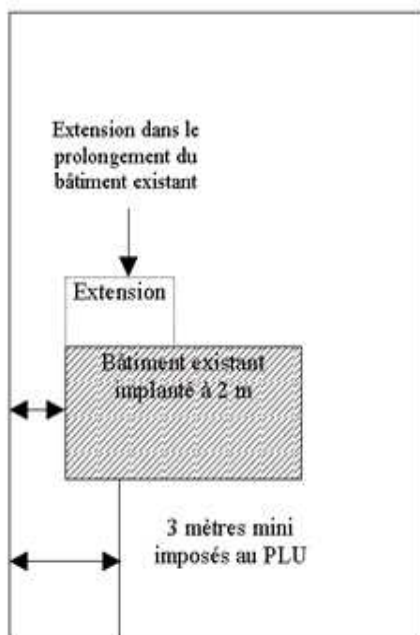 Extension dans le
prolongement du
bâtiment existant
Extension
Bâtiment existant
implanté à 2 m
3 mètres mini
imposés au PLU